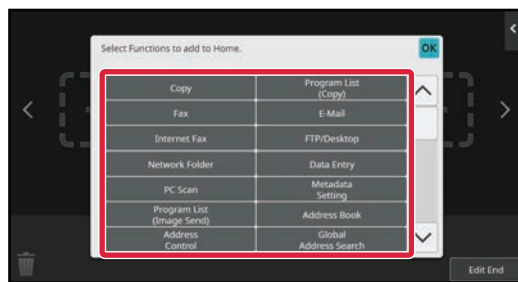 Select Functions to add to Home.
OK
Copy
Program List
(Copy)
Fax
E-Mail
Internet Fax
FTP/Desktop
Network Folder
Data Entry
PC Scan
Metadata
Setting
Program List
(Image Send)
Address Book
Address
Control
Global
Address Search
Edit End